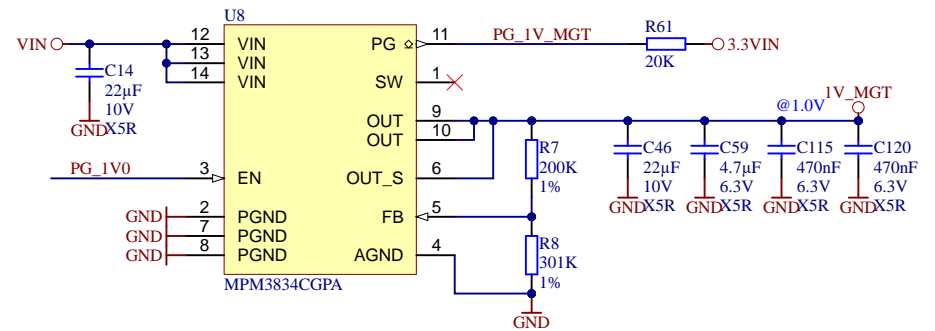 U8
VIN
12 VIN
13 VIN
14 VIN
C14
22µF
10V
X5R
GND
PG_1V0
3 EN
GND 2 PGND
GND 7 PGND
GND 8 PGND
MPM3834CGPA
PG 11 PG_1V_MGT
R61
20K
3.3VIN
SW 1
OUT 9
OUT 10
OUT_S 6
FB 5
AGND 4
R7
200K
1%
R8
301K
1%
GND
@1.0V
1V_MGT
C46
22µF
10V
X5R
GND
C59
4.7µF
6.3V
X5R
GND
C115
470nF
6.3V
X5R
GND
C120
470nF
6.3V
X5R
GND